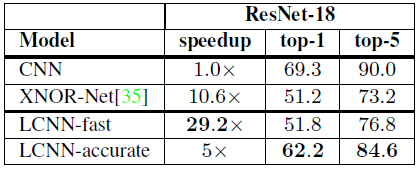 ResNet-18
Model speedup top-1 top-5
CNN 1.0× 69.3 90.0
XNOR-Net[35] 10.6× 51.2 73.2
LCNN-fast 29.2× 51.8 76.8
LCNN-accurate 5× 62.2 84.6